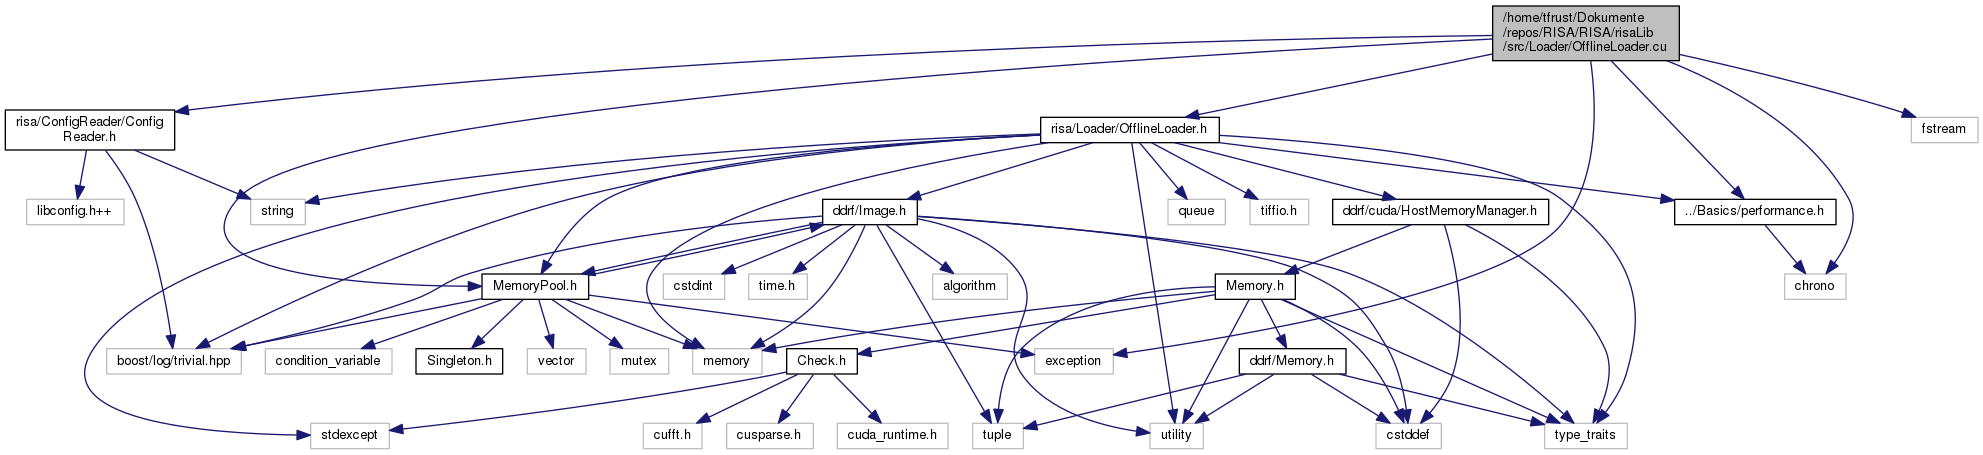 /home/tfrust/Dokumente
/repos/RISA/RISA/risaLib
/src/Loader/OfflineLoader.cu
risa/ConfigReader/Config
Reader.h
risa/Loader/OfflineLoader.h
fstream
libconfig.h++
string
ddrf/Image.h
queue
tiffio.h
ddrf/cuda/HostMemoryManager.h
../Basics/performance.h
MemoryPool.h
cstdint
time.h
algorithm
Memory.h
chrono
boost/log/trivial.hpp
condition_variable
Singleton.h
vector
mutex
memory
Check.h
exception
ddrf/Memory.h
stdexcept
cufft.h
cusparse.h
cuda_runtime.h
tuple
utility
cstddef
type_traits